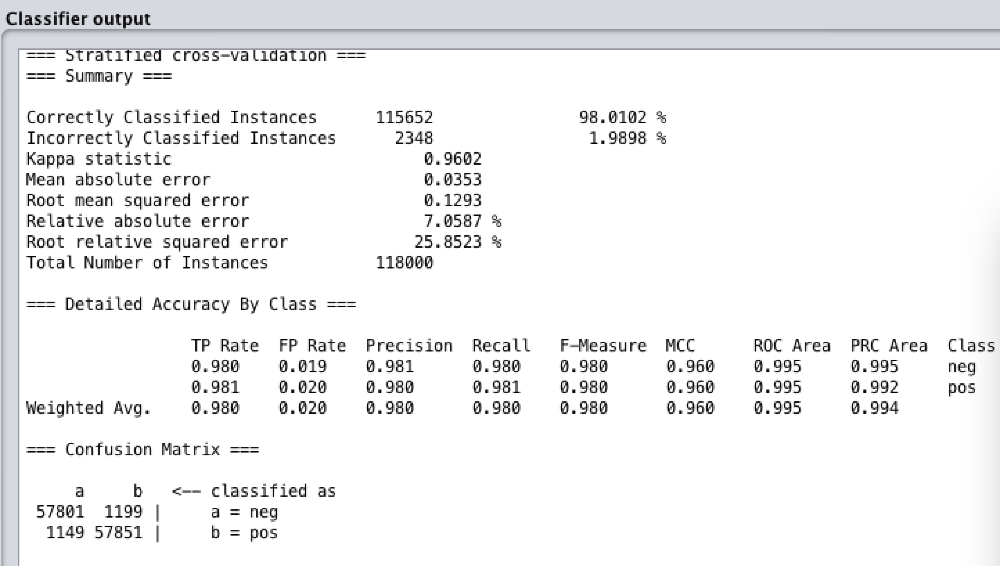 Classifier output
=== Stratified cross-validation ===
=== Summary ===
Correctly Classified Instances 115652 98.0102 %
Incorrectly Classified Instances 2348 1.9898 %
Kappa statistic 0.9602
Mean absolute error 0.0353
Root mean squared error 0.1293
Relative absolute error 7.0587 %
Root relative squared error 25.8523 %
Total Number of Instances 118000
=== Detailed Accuracy By Class ===
TP Rate FP Rate Precision Recall F-Measure MCC ROC Area PRC Area Class
0.980 0.019 0.981 0.980 0.980 0.960 0.995 0.995 neg
0.981 0.020 0.980 0.981 0.980 0.960 0.995 0.992 pos
Weighted Avg. 0.980 0.020 0.980 0.980 0.980 0.960 0.995 0.994
=== Confusion Matrix ===
a b <-- classified as
57801 1199 | a = neg
1149 57851 | b = pos